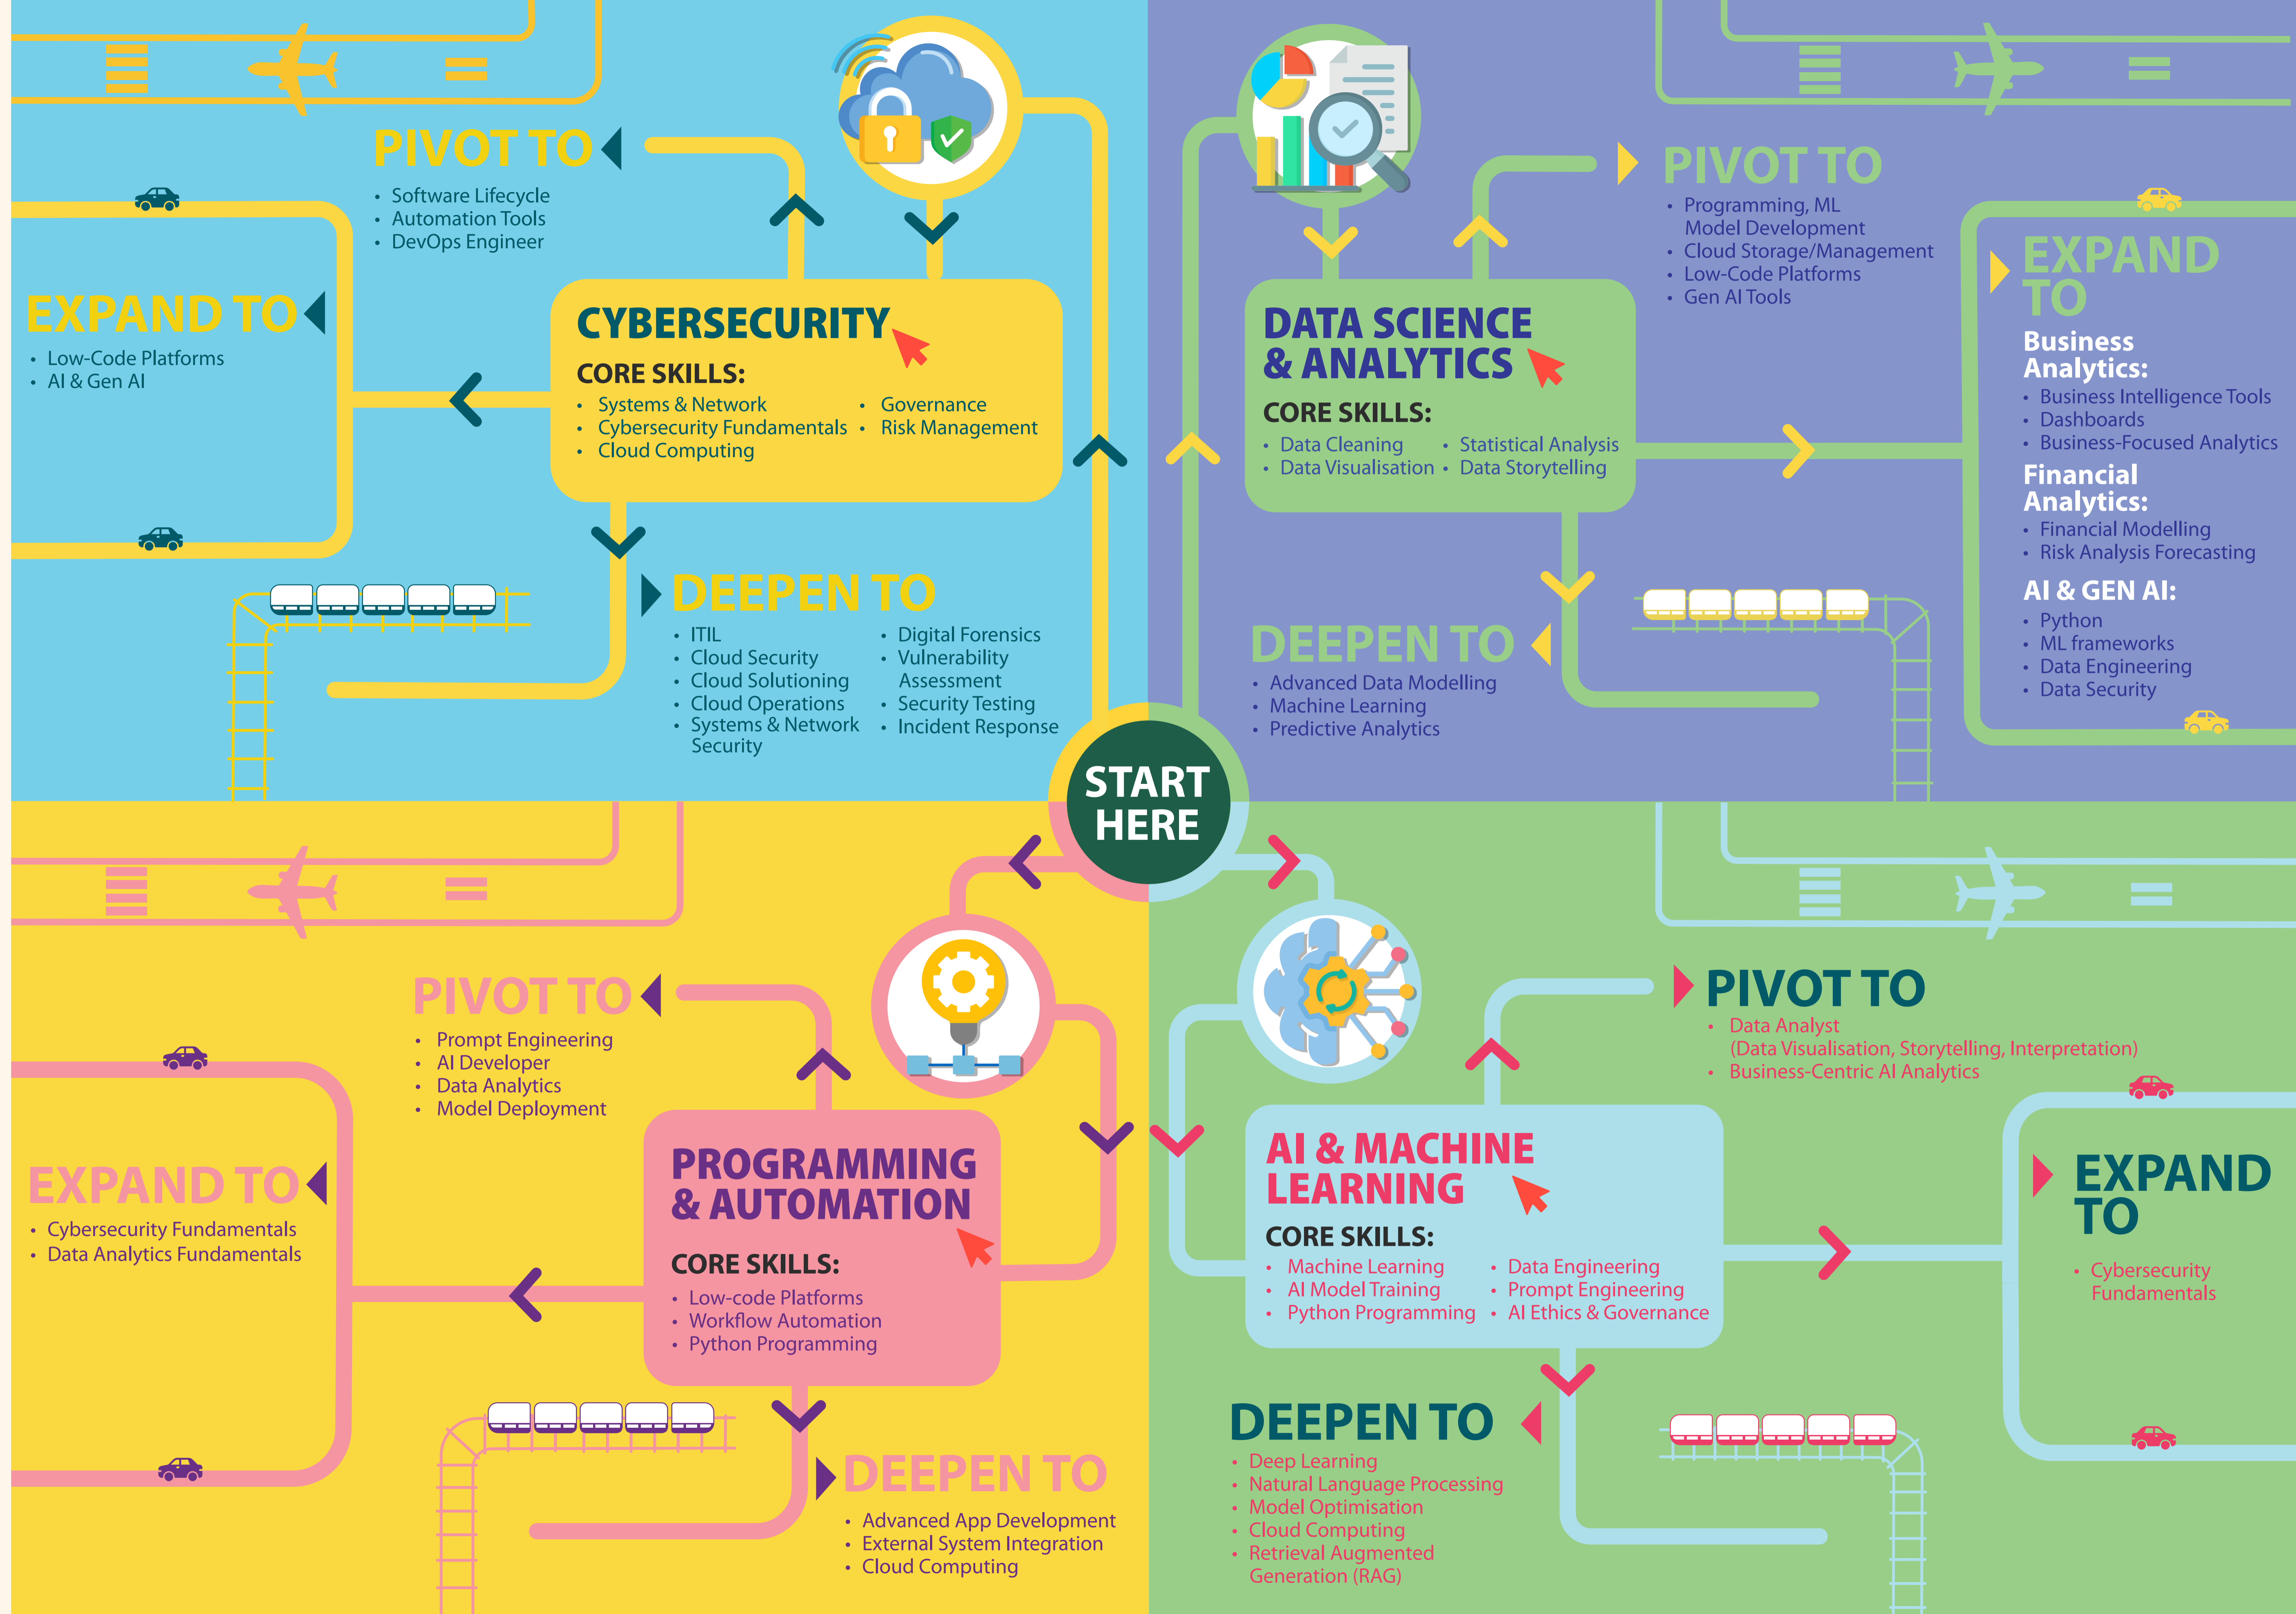 PIVOT TO
• Software Lifecycle
• Automation Tools
• DevOps Engineer
EXPAND TO
• Low-Code Platforms
• AI & Gen AI
CYBERSECURITY
CORE SKILLS:
• Systems & Network
• Cybersecurity Fundamentals
• Cloud Computing
• Governance
• Risk Management
DEEPEN TO
• ITIL
• Cloud Security
• Cloud Solutioning
• Cloud Operations
• Systems & Network
Security
• Digital Forensics
• Vulnerability
Assessment
• Security Testing
• Incident Response
DATA SCIENCE
& ANALYTICS
CORE SKILLS:
• Data Cleaning
• Data Visualisation
• Statistical Analysis
• Data Storytelling
PIVOT TO
• Programming, ML
Model Development
• Cloud Storage/Management
• Low-Code Platforms
• Gen AI Tools
EXPAND
TO
Business
Analytics:
• Business Intelligence Tools
• Dashboards
• Business-Focused Analytics
Financial
Analytics:
• Financial Modelling
• Risk Analysis Forecasting
AI & GEN AI:
• Python
• ML frameworks
• Data Engineering
• Data Security
DEEPEN TO
• Advanced Data Modelling
• Machine Learning
• Predictive Analytics
START
HERE
PIVOT TO
• Prompt Engineering
• AI Developer
• Data Analytics
• Model Deployment
EXPAND TO
• Cybersecurity Fundamentals
• Data Analytics Fundamentals
PROGRAMMING
& AUTOMATION
CORE SKILLS:
• Low-code Platforms
• Workflow Automation
• Python Programming
DEEPEN TO
• Advanced App Development
• External System Integration
• Cloud Computing
PIVOT TO
• Data Analyst
(Data Visualisation, Storytelling, Interpretation)
• Business-Centric AI Analytics
AI & MACHINE
LEARNING
CORE SKILLS:
• Machine Learning
• AI Model Training
• Python Programming
• Data Engineering
• Prompt Engineering
• AI Ethics & Governance
EXPAND
TO
• Cybersecurity
Fundamentals
DEEPEN TO
• Deep Learning
• Natural Language Processing
• Model Optimisation
• Cloud Computing
• Retrieval Augmented
Generation (RAG)